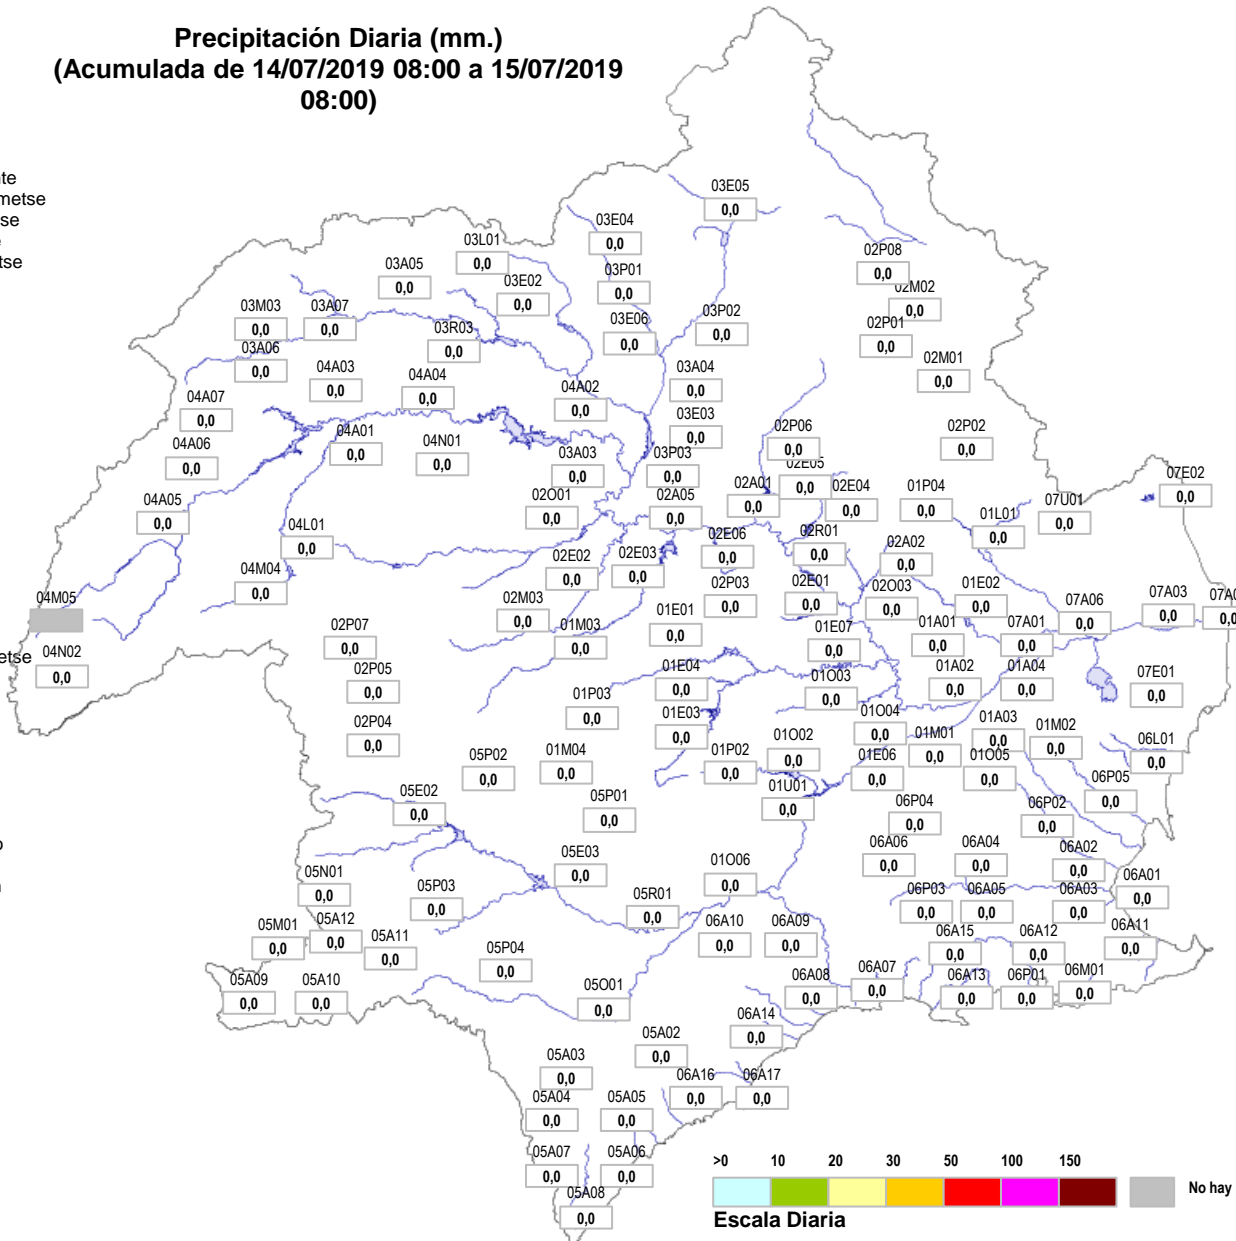 Precipitación Diaria (mm.)
(Acumulada de 14/07/2019 08:00 a 15/07/2019
08:00)
03E05
0,0
03E04
0,0
03L01
0,0
02P08
0,0
03A05
0,0
03P01
0,0
03E02
0,0
02M02
0,0
03M03
0,0
03A07
0,0
03R03
0,0
03E06
0,0
03P02
0,0
02P01
0,0
03A06
0,0
04A03
0,0
04A04
0,0
03A04
0,0
02M01
0,0
04A07
0,0
04A02
0,0
03E03
0,0
04A06
0,0
04A01
0,0
04N01
0,0
03A03
0,0
03P03
0,0
02P06
0,0
02P02
0,0
02E05
0,0
04A05
0,0
02O01
0,0
02A05
0,0
02A01
0,0
02E04
0,0
01P04
0,0
07E02
0,0
07U01
0,0
01L01
0,0
04L01
0,0
02E06
0,0
02R01
0,0
02A02
0,0
04M04
0,0
02E02
0,0
02E03
0,0
02P03
0,0
02E01
0,0
02O03
0,0
01E02
0,0
04M05
02M03
0,0
07A06
0,0
07A03
0,0
07A0
0,0
02P07
0,0
01M03
0,0
01E01
0,0
01E07
0,0
01A01
0,0
07A01
0,0
04N02
0,0
etse
02P05
0,0
01E04
0,0
01O03
0,0
01A02
0,0
01A04
0,0
07E01
0,0
01P03
0,0
02P04
0,0
01E03
0,0
01O04
0,0
01M01
0,0
01A03
0,0
01M02
0,0
06L01
0,0
05P02
0,0
01M04
0,0
01P02
0,0
01O02
0,0
01E06
0,0
01O05
0,0
05E02
0,0
05P01
0,0
01U01
0,0
06P04
0,0
06P02
0,0
06P05
0,0
05E03
0,0
01O06
0,0
06A06
0,0
06A04
0,0
06A02
0,0
05N01
0,0
05P03
0,0
05R01
0,0
06P03
0,0
06A05
0,0
06A03
0,0
06A01
0,0
05M01
0,0
05A12
0,0
05A11
0,0
05P04
0,0
06A10
0,0
06A09
0,0
06A15
0,0
06A12
0,0
06A11
0,0
05A09
0,0
05A10
0,0
05O01
0,0
06A08
0,0
06A07
0,0
06A13
0,0
06P01
0,0
06M01
0,0
05A02
0,0
06A14
0,0
05A03
0,0
06A16
0,0
06A17
0,0
05A04
0,0
05A05
0,0
05A07
0,0
05A06
0,0
05A08
0,0
nte
metse
se
e
tse
o
n
>0 10 20 30 50 100 150
No hay
Escala Diaria